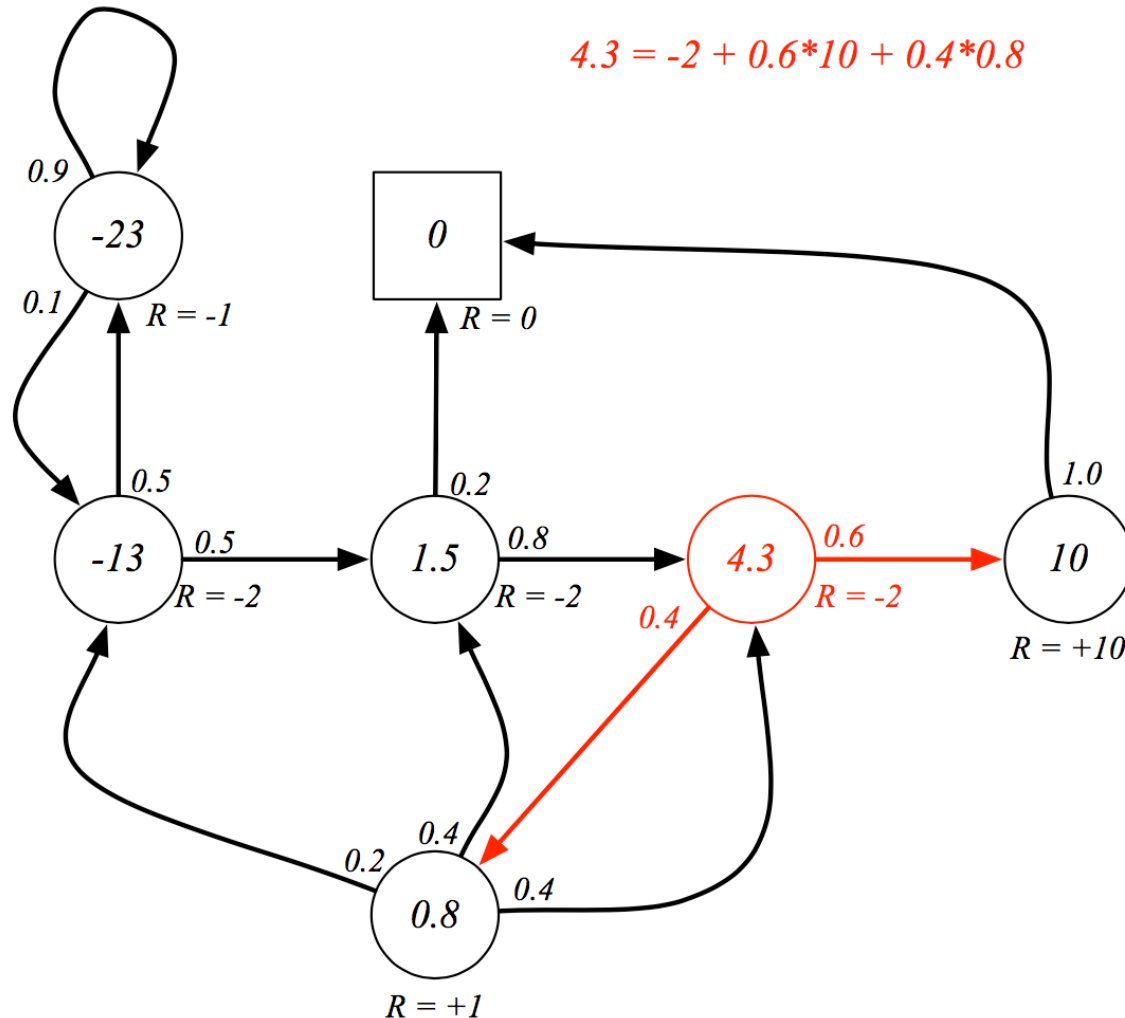 4.3 = -2 + 0.6*10 + 0.4*0.8
0.9
-23
0
0.1
R = -1
R = 0
0.5
0.2
1.0
-13
0.5
1.5
0.8
4.3
0.6
10
R = -2
R = -2
R = -2
0.4
R = +10
0.4
0.2
0.4
0.8
R = +1